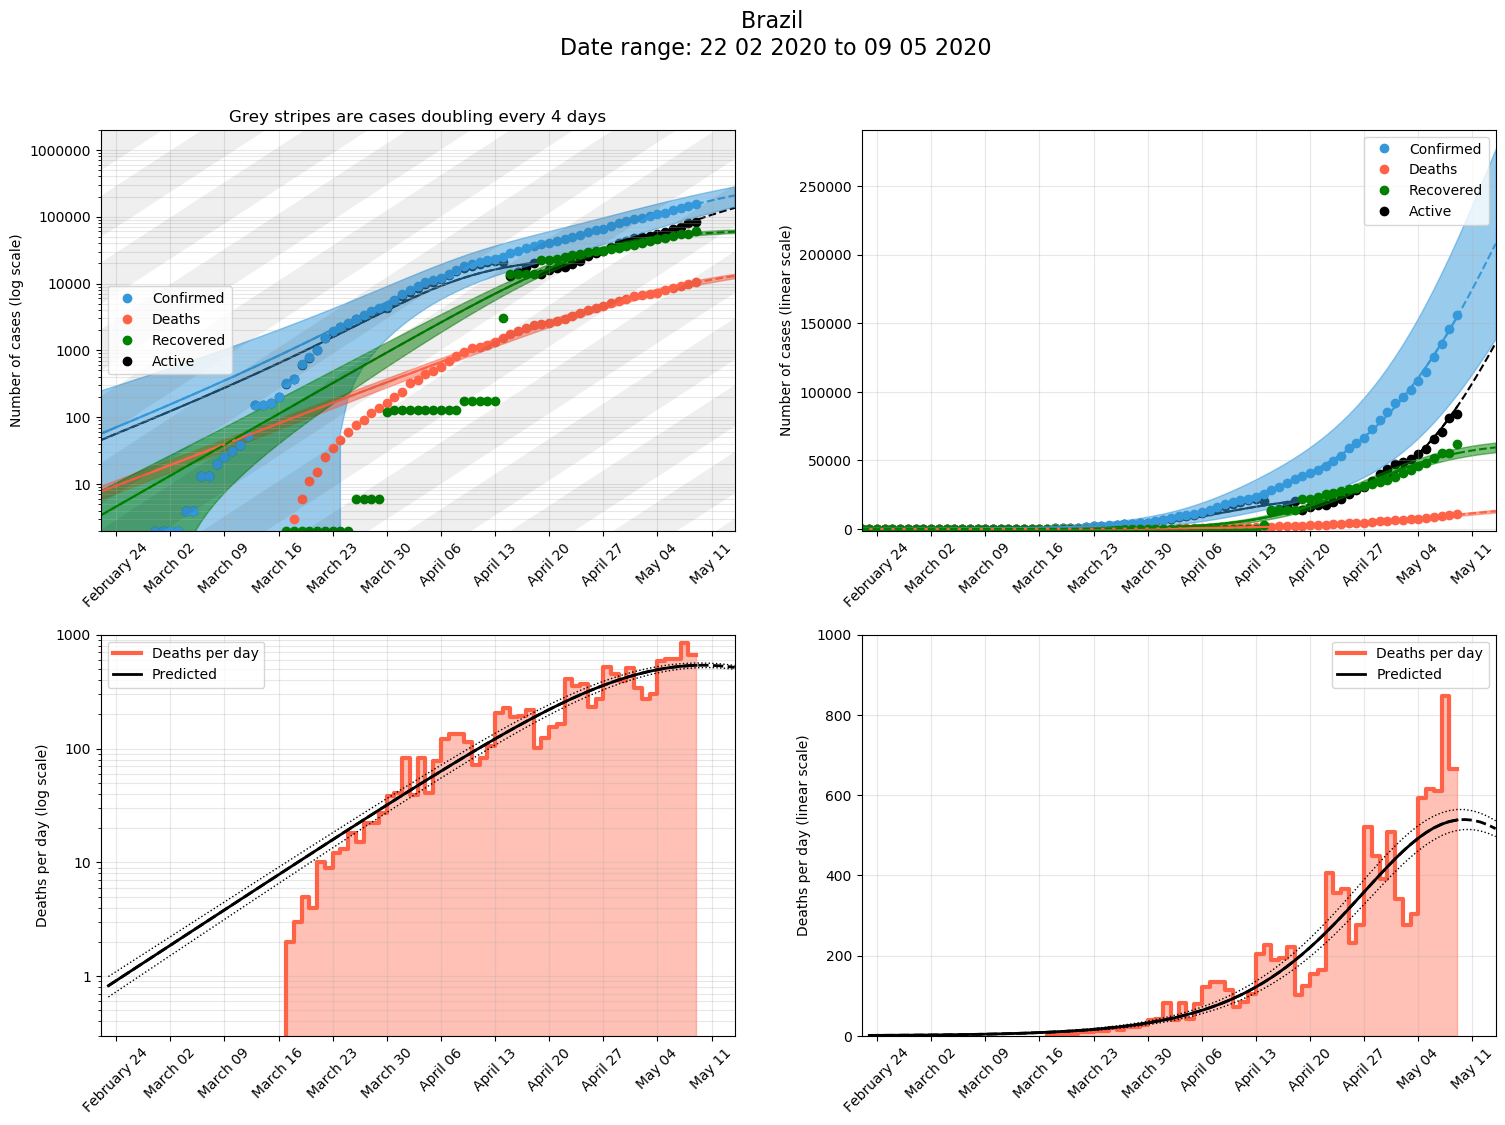 Brazil
Date range: 22 02 2020 to 09 05 2020
Grey stripes are cases doubling every 4 days
Number of cases (log scale)
1000000
100000
10000
1000
100
10
Confirmed
Deaths
Recovered
Active
February 24
March 02
March 09
March 16
March 23
March 30
April 06
April 13
April 20
April 27
May 04
May 11
Number of cases (linear scale)
250000
200000
150000
100000
50000
0
Confirmed
Deaths
Recovered
Active
February 24
March 02
March 09
March 16
March 23
March 30
April 06
April 13
April 20
April 27
May 04
May 11
Deaths per day (log scale)
1000
100
10
1
Deaths per day
Predicted
February 24
March 02
March 09
March 16
March 23
March 30
April 06
April 13
April 20
April 27
May 04
May 11
Deaths per day (linear scale)
1000
800
600
400
200
0
Deaths per day
Predicted
February 24
March 02
March 09
March 16
March 23
March 30
April 06
April 13
April 20
April 27
May 04
May 11